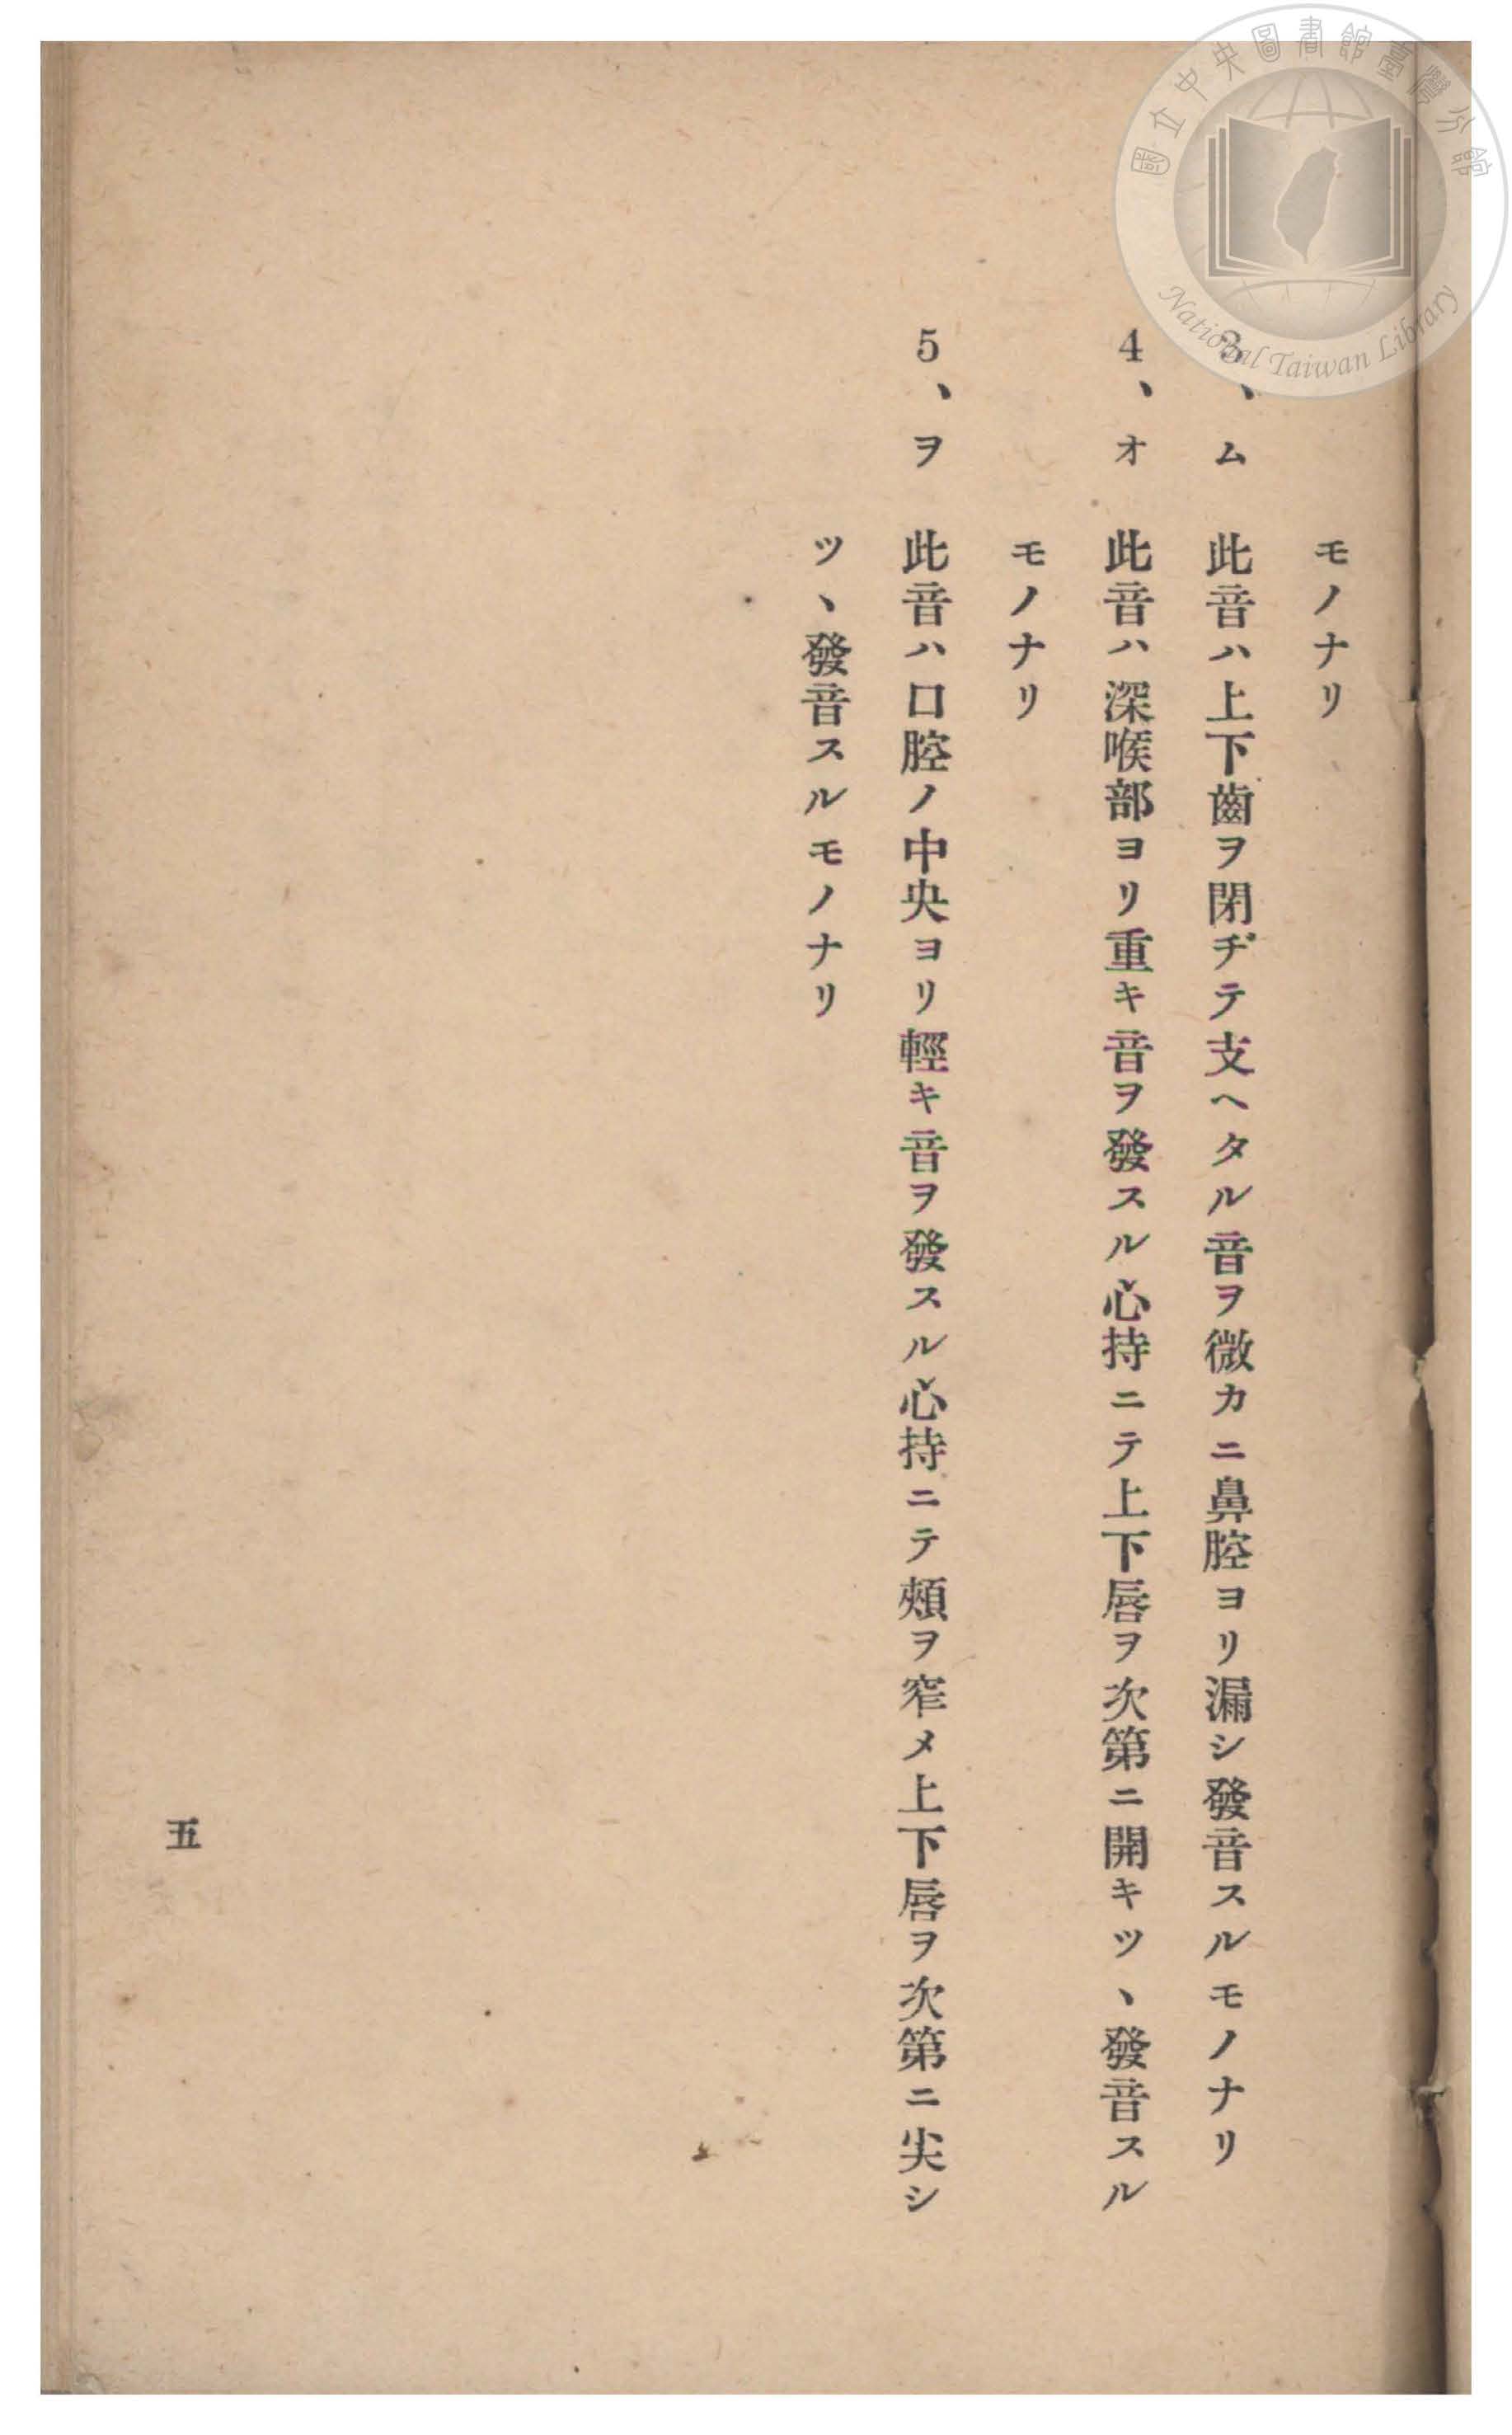 國立中央圖書館臺灣分館
National Taiwan Library
モノナリ
3、ム 此音ハ上下齒ヲ閉ヂテ支ヘタル音ヲ微カニ鼻腔ヨリ漏シ發音スルモノナリ
4、オ 此音ハ深喉部ヨリ重キ音ヲ發スル心持ニテ上下唇ヲ次第ニ開キツヽ發音スル
モノナリ
5、ヲ 此音ハ口腔ノ中央ヨリ輕キ音ヲ發スル心持ニテ頰ヲ窄メ上下唇ヲ次第ニ尖シ
ツヽ發音スルモノナリ
五